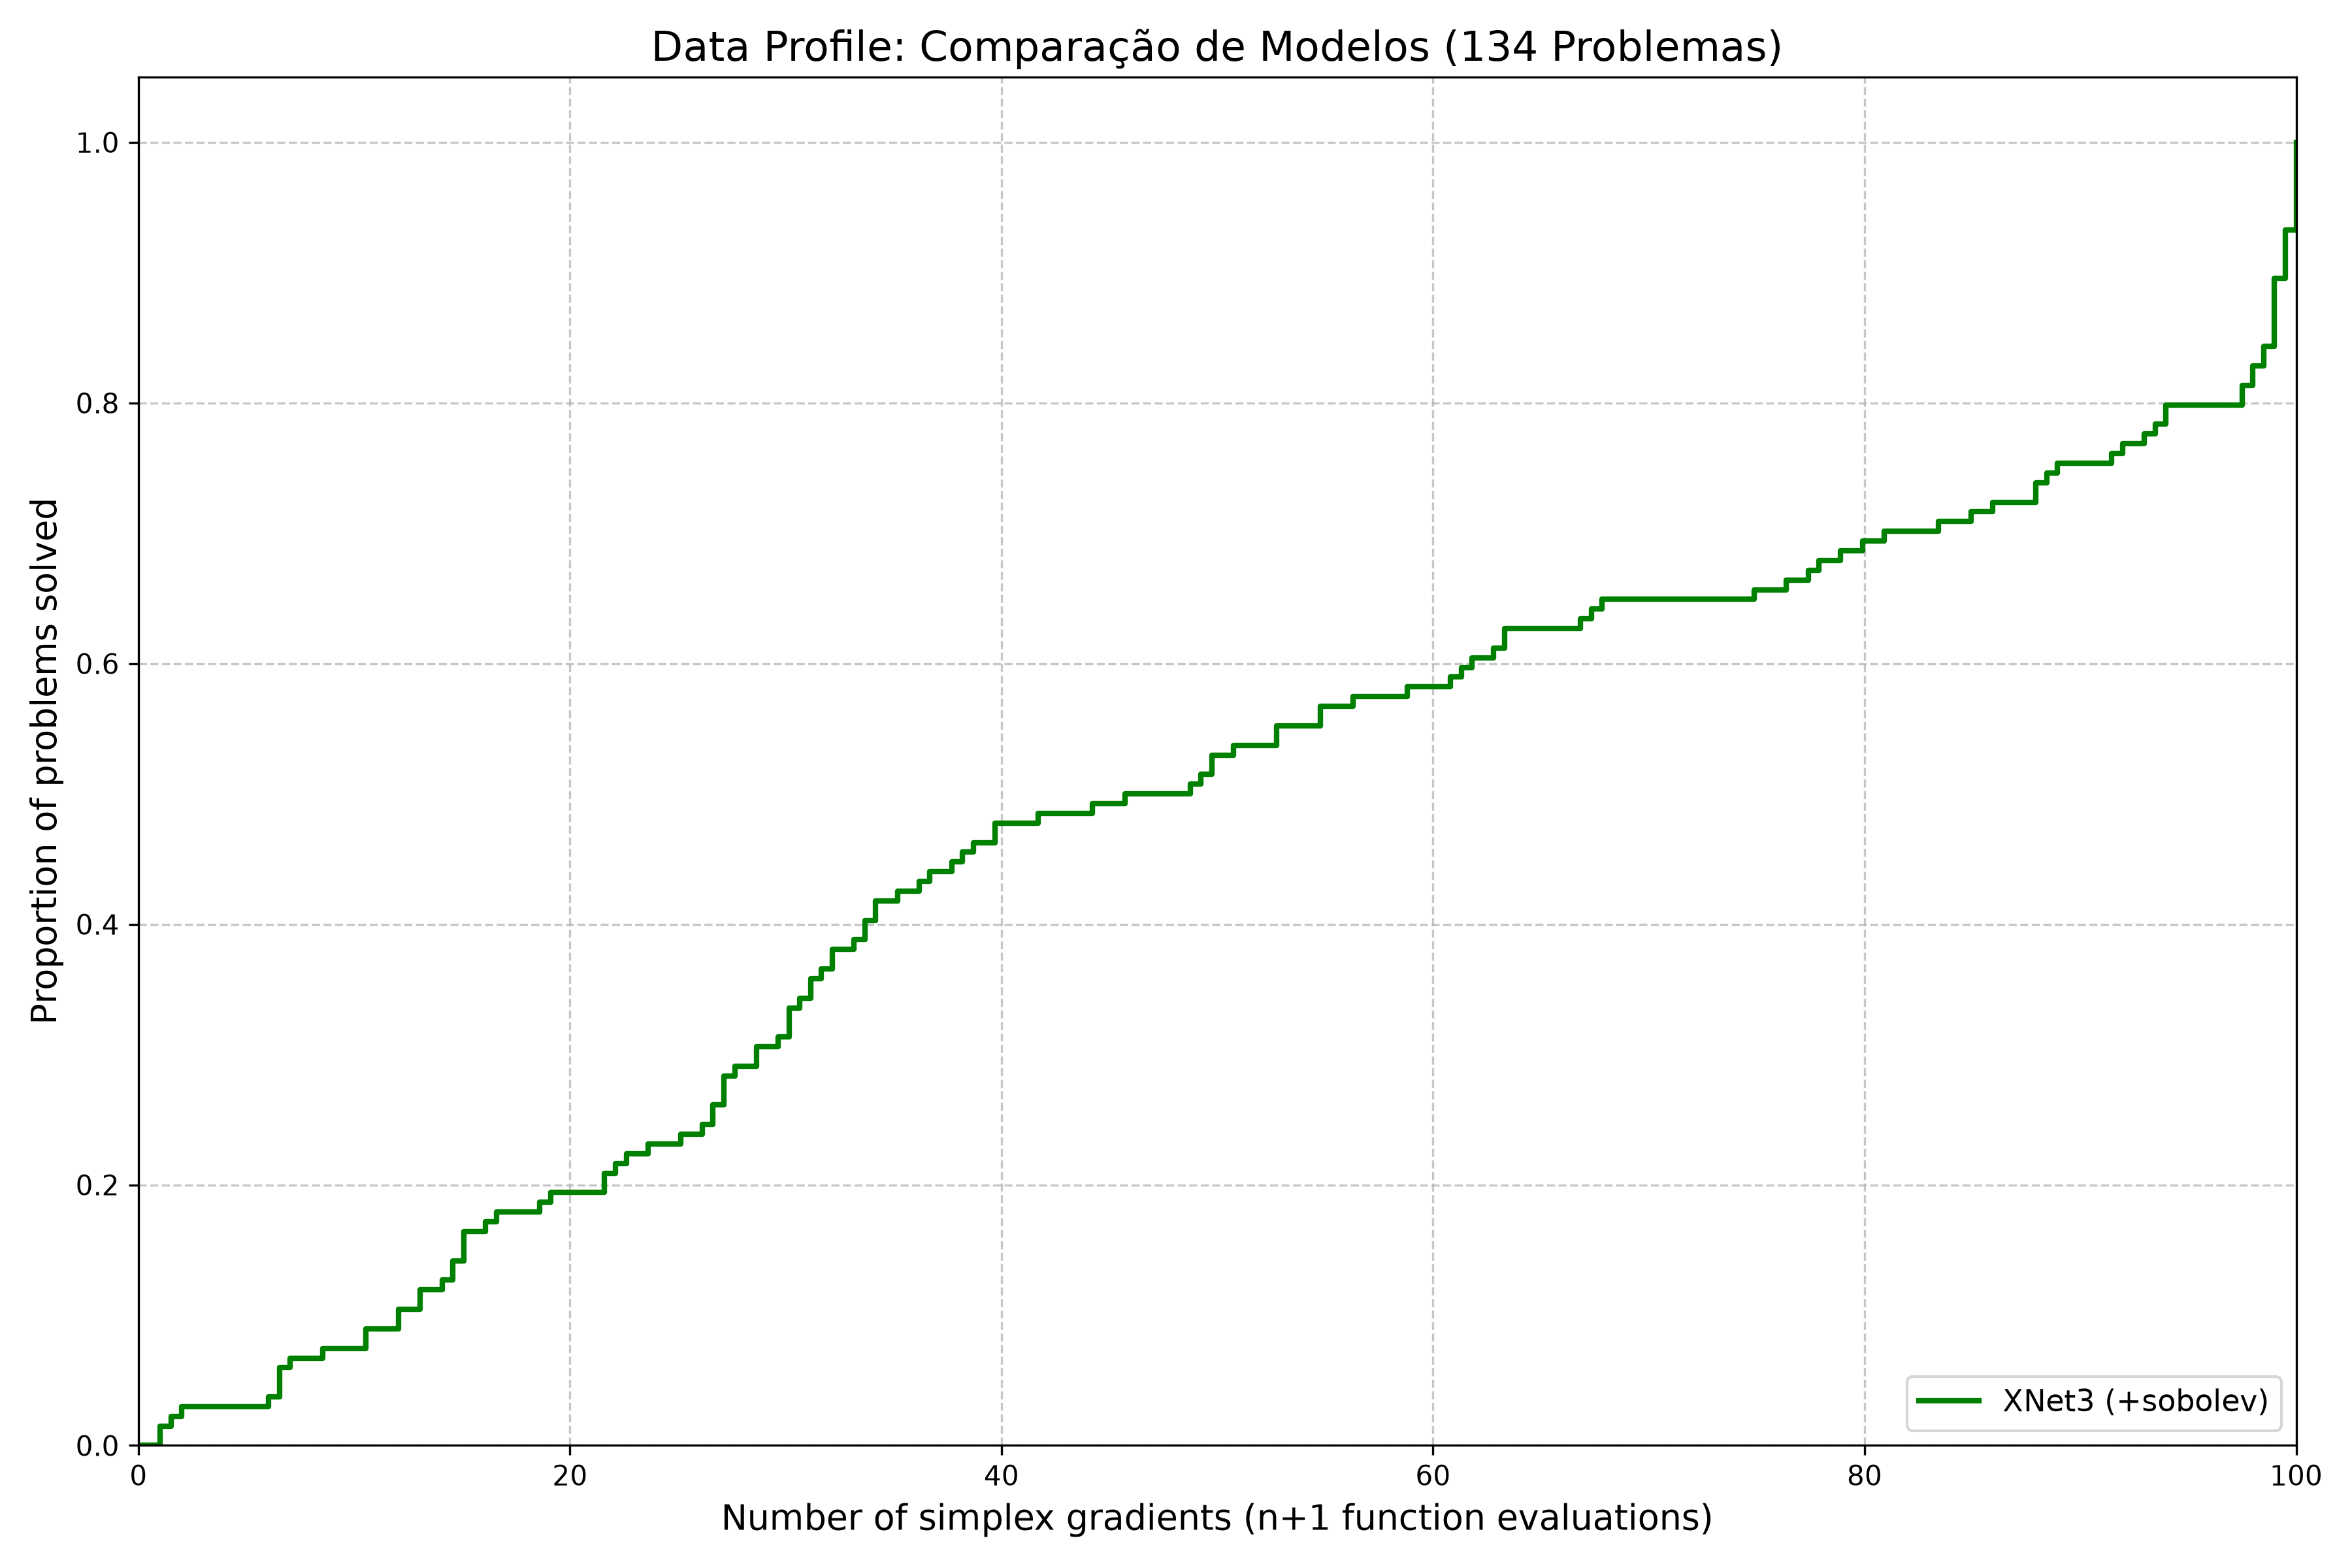 Data Profile: Comparação de Modelos (134 Problemas)
Proportion of problems solved
1.0
0.8
0.6
0.4
0.2
0.0
0 20 40 60 80 100
XNet3 (+sobolev)
Number of simplex gradients (n+1 function evaluations)